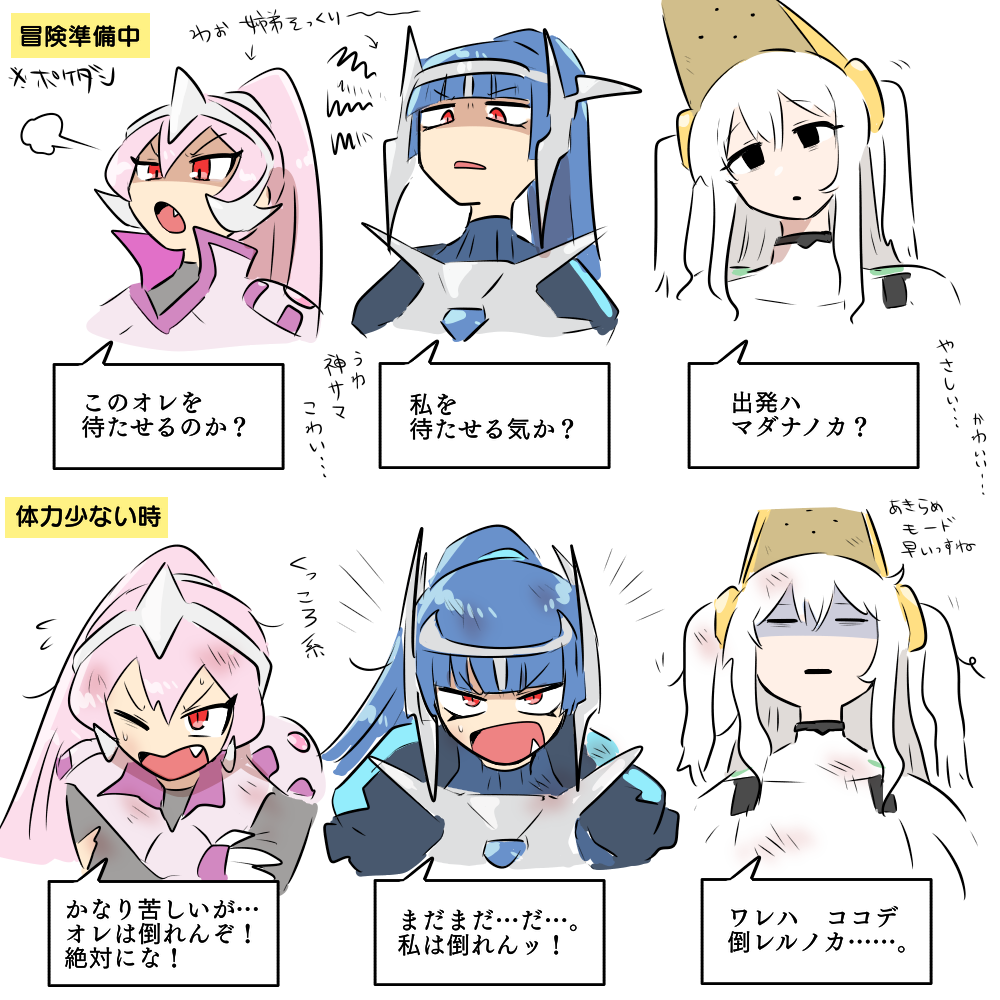 冒険準備中
※ポケダン
わお 姉弟そっくり
このオレを
待たせるのか?
うわ
神サマ
こわい…
私を
待たせる気か?
出発ハ
マダナノカ?
やさしい…
かわいい…
体力少ない時
くっころ系
あきらめ
モード
早いっすね
かなり苦しいが…
オレは倒れんぞ!
絶対にな!
まだまだ…だ…。
私は倒れんッ!
ワレハ ココデ
倒レルノカ……。